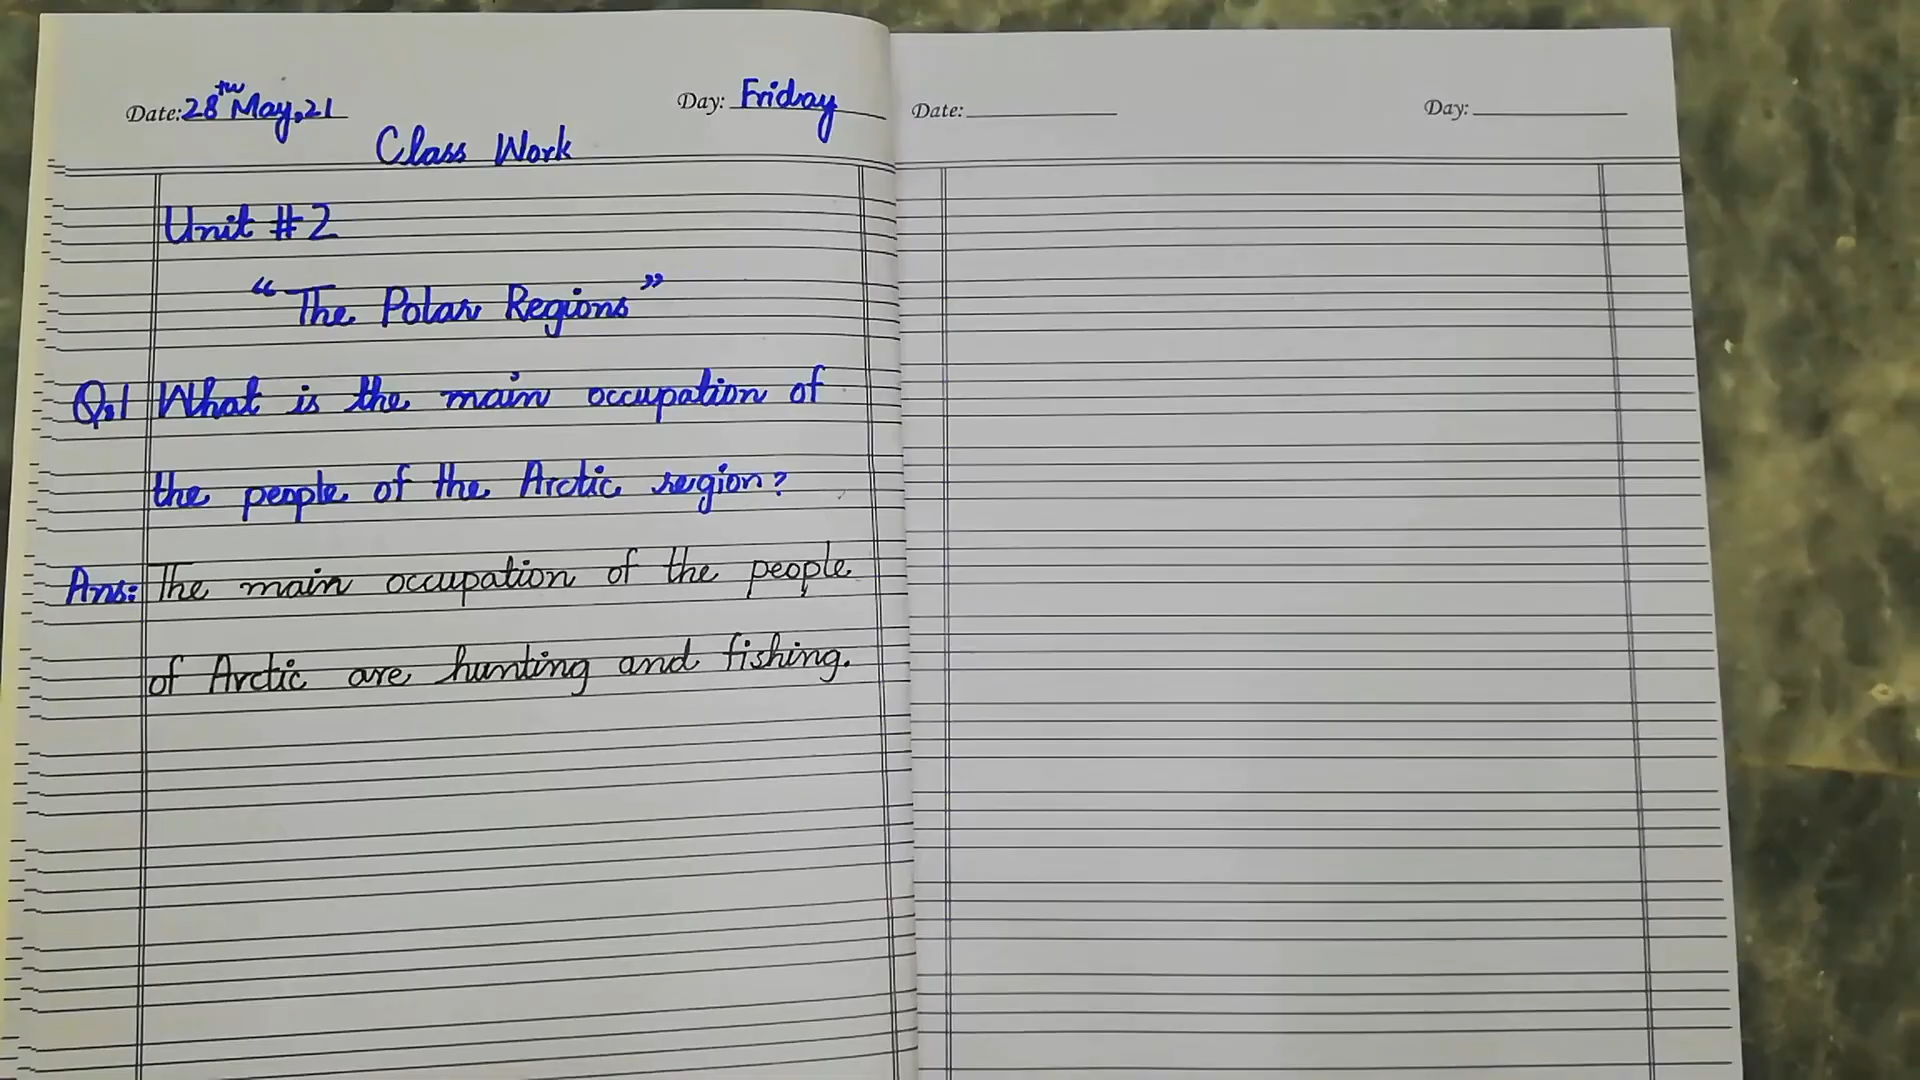 Date: 28th May, 21 Day: Friday
Class Work
Unit # 2
“The Polar Regions”
Q.1 What is the main occupation of
the people of the Arctic region?
Ans: The main occupation of the people
of Arctic are hunting and fishing.
Date: Day: